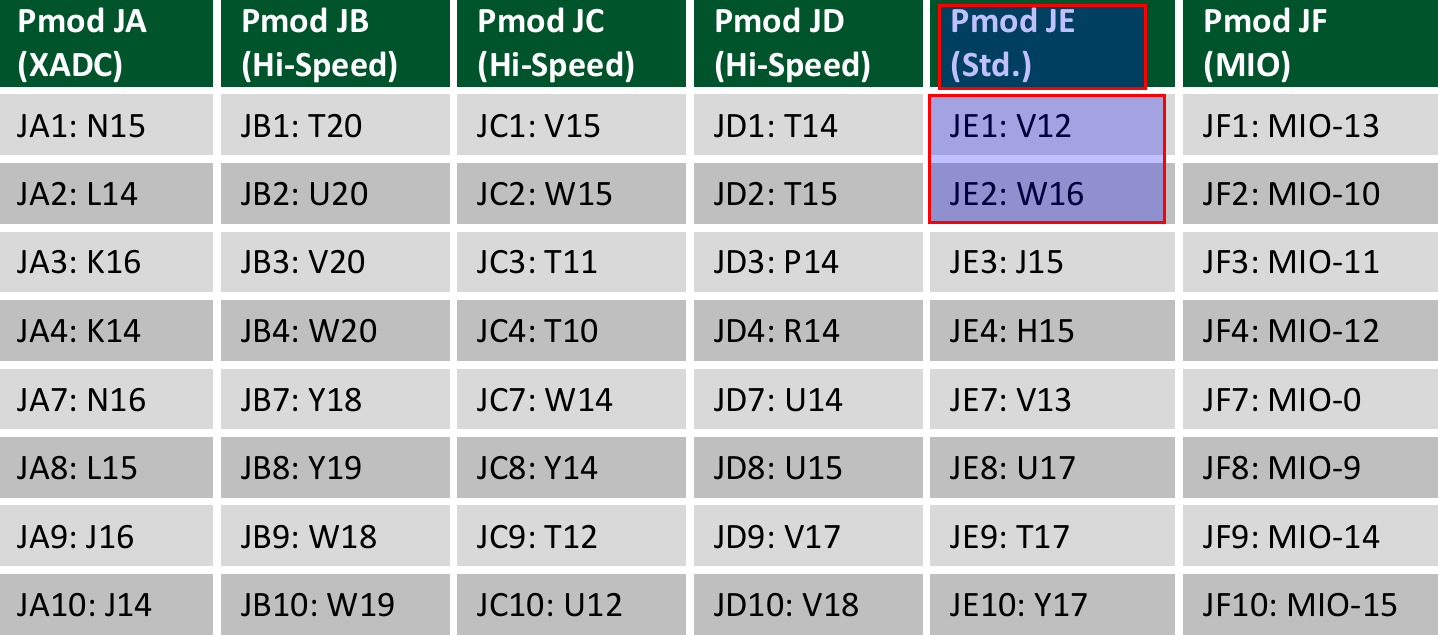 Pmod JA Pmod JB Pmod JC Pmod JD Pmod JE Pmod JF
(XADC) (Hi-Speed) (Hi-Speed) (Hi-Speed) (Std.) (MIO)
JA1: N15 JB1: T20 JC1: V15 JD1: T14 JE1: V12 JF1: MIO-13
JA2: L14 JB2: U20 JC2: W15 JD2: T15 JE2: W16 JF2: MIO-10
JA3: K16 JB3: V20 JC3: T11 JD3: P14 JE3: J15 JF3: MIO-11
JA4: K14 JB4: W20 JC4: T10 JD4: R14 JE4: H15 JF4: MIO-12
JA7: N16 JB7: Y18 JC7: W14 JD7: U14 JE7: V13 JF7: MIO-0
JA8: L15 JB8: Y19 JC8: Y14 JD8: U15 JE8: U17 JF8: MIO-9
JA9: J16 JB9: W18 JC9: T12 JD9: V17 JE9: T17 JF9: MIO-14
JA10: J14 JB10: W19 JC10: U12 JD10: V18 JE10: Y17 JF10: MIO-15